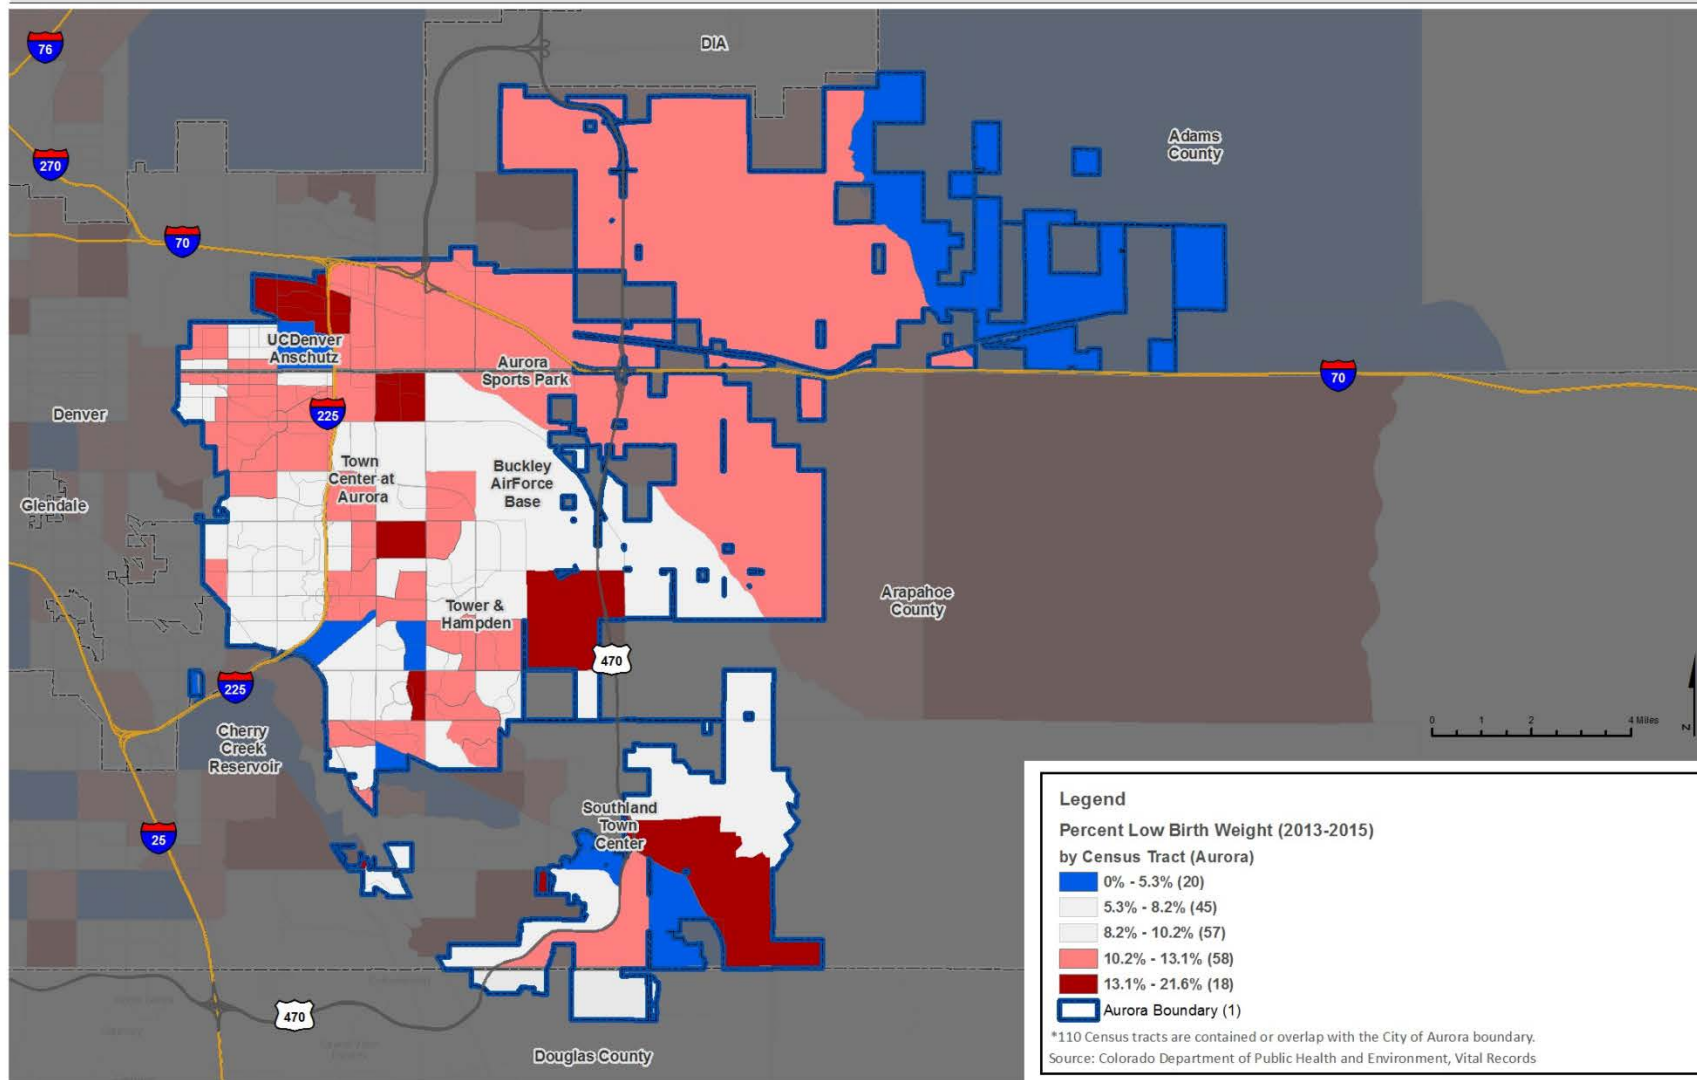 76
DIA
Adams
County
270
70
UCDenver
Anschutz
Aurora
Sports Park
70
Denver
225
Town
Center at
Aurora
Buckley
AirForce
Base
Glendale
Arapahoe
County
Tower &
Hampden
470
225
Cherry
Creek
Reservoir
0 1 2 4 Miles
N
Southland
Town
Center
25
470
Douglas County
Legend
Percent Low Birth Weight (2013-2015)
by Census Tract (Aurora)
0% - 5.3% (20)
5.3% - 8.2% (45)
8.2% - 10.2% (57)
10.2% - 13.1% (58)
13.1% - 21.6% (18)
Aurora Boundary (1)
*110 Census tracts are contained or overlap with the City of Aurora boundary.
Source: Colorado Department of Public Health and Environment, Vital Records